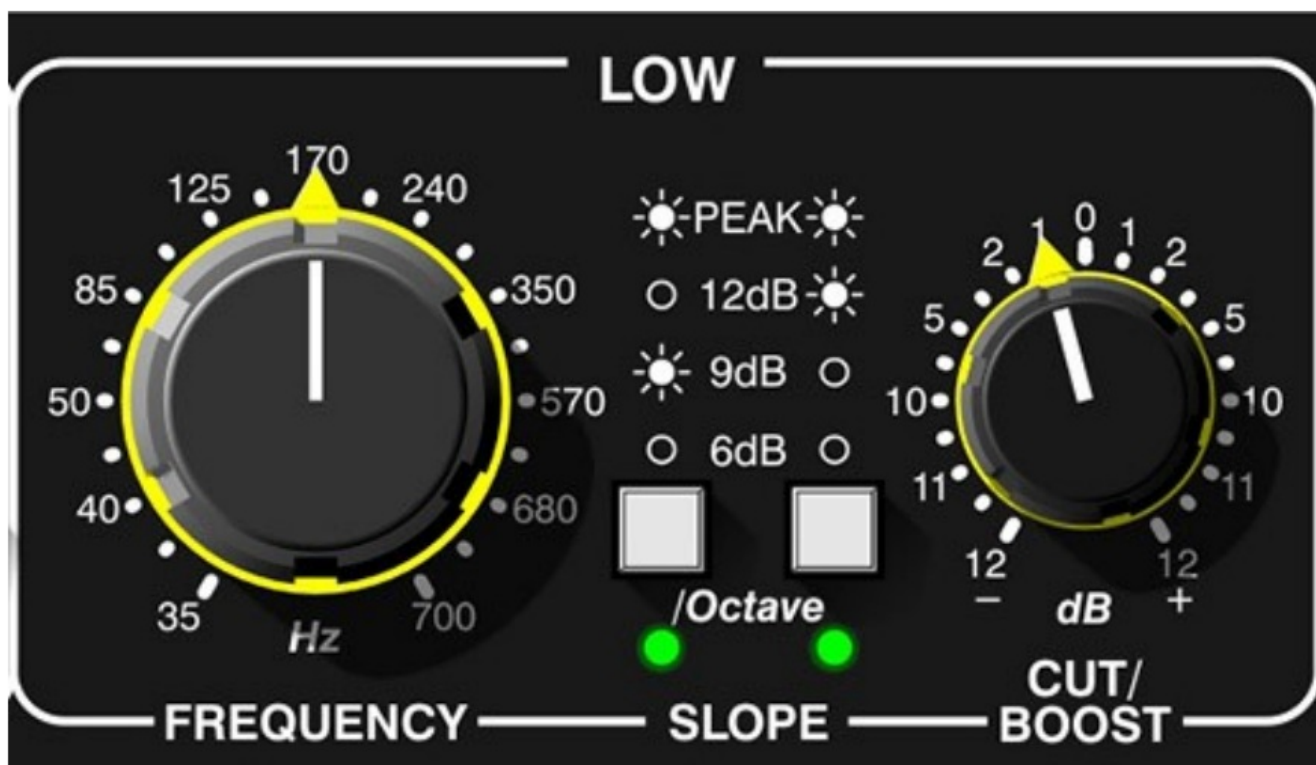 LOW
170
125
240
85
350
50
570
40
680
35
700
Hz
FREQUENCY
PEAK
12dB
9dB
6dB
/Octave
SLOPE
0
1
1
2
2
5
5
10
10
11
11
12
12
–
+
dB
CUT/
BOOST